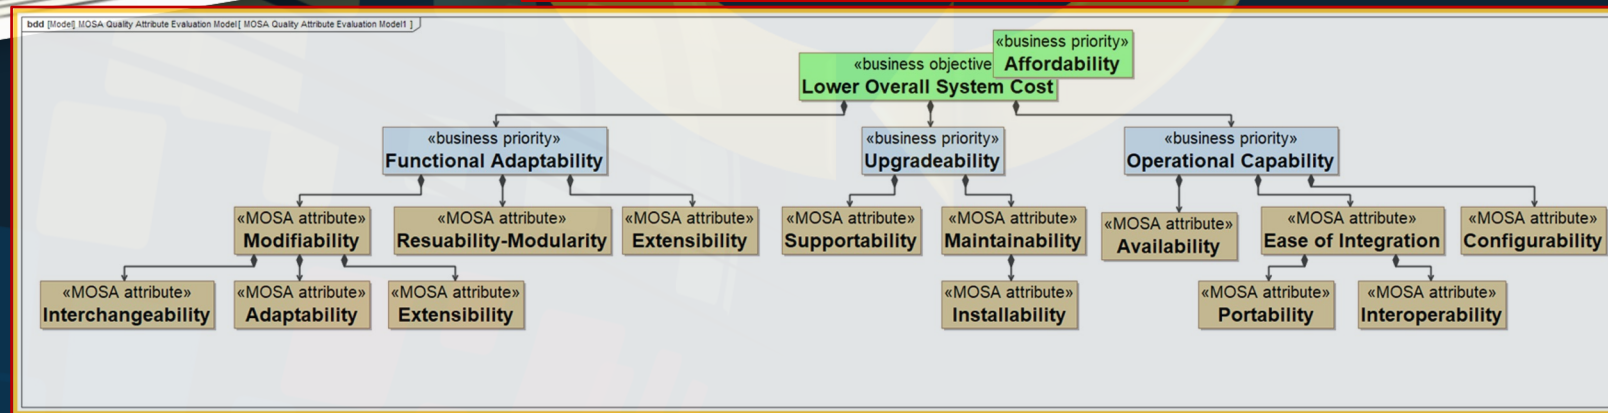 bdd [Model] MOSA Quality Attribute Evaluation Model[ MOSA Quality Attribute Evaluation Model1 ]
«business priority»
Affordability
«business objective
Lower Overall System Cost
«business priority»
Functional Adaptability
«business priority»
Upgradeability
«business priority»
Operational Capability
«MOSA attribute»
Modifiability
«MOSA attribute»
Resuability-Modularity
«MOSA attribute»
Extensibility
«MOSA attribute»
Supportability
«MOSA attribute»
Maintainability
«MOSA attribute»
Availability
«MOSA attribute»
Ease of Integration
«MOSA attribute»
Configurability
«MOSA attribute»
Interchangeability
«MOSA attribute»
Adaptability
«MOSA attribute»
Extensibility
«MOSA attribute»
Installability
«MOSA attribute»
Portability
«MOSA attribute»
Interoperability